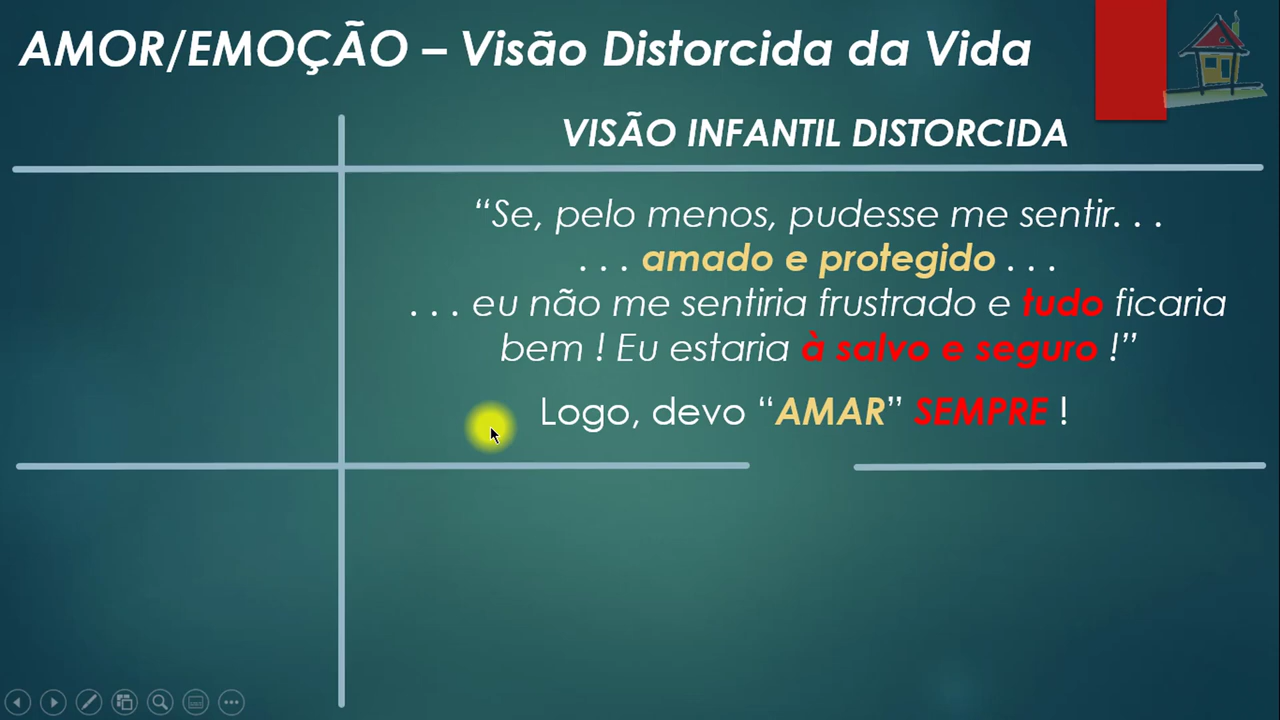 AMOR/EMOÇÃO – Visão Distorcida da Vida
VISÃO INFANTIL DISTORCIDA
“Se, pelo menos, pudesse me sentir. . .
. . . amado e protegido . . .
. . . eu não me sentiria frustrado e tudo ficaria
bem ! Eu estaria à salvo e seguro !”
Logo, devo “AMAR” SEMPRE !